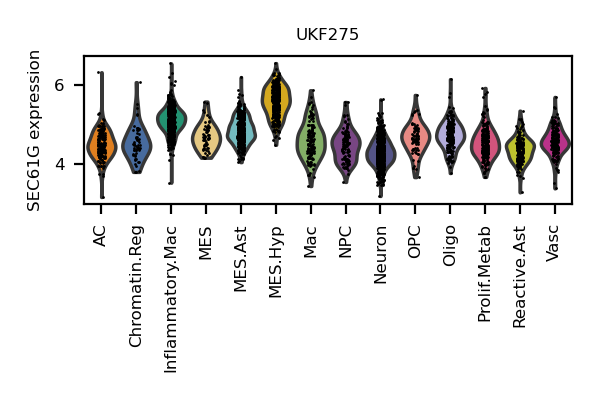 UKF275
SEC61G expression
6
4
AC
Chromatin.Reg
Inflammatory.Mac
MES
MES.Ast
MES.Hyp
Mac
NPC
Neuron
OPC
Oligo
Prolif.Metab
Reactive.Ast
Vasc